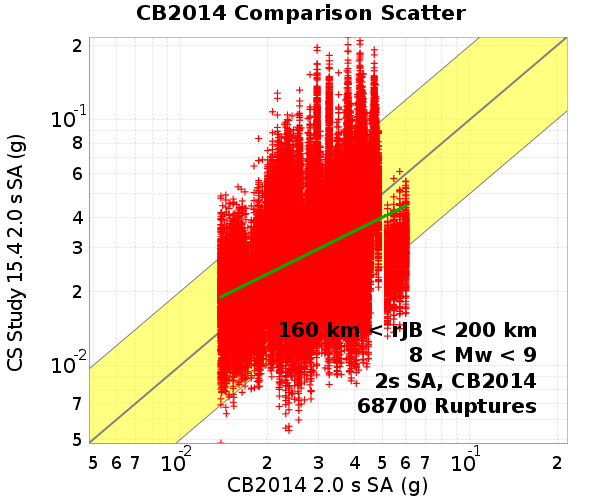 CB2014 Comparison Scatter
CS Study 15.4 2.0 s SA (g)
2
10^-1
8
6
4
3
2
10^-2
7
5
160 km < rJB < 200 km
8 < Mw < 9
2s SA, CB2014
68700 Ruptures
5 6 7 10^-2 2 3 4 5 6 7 10^-1 2
CB2014 2.0 s SA (g)